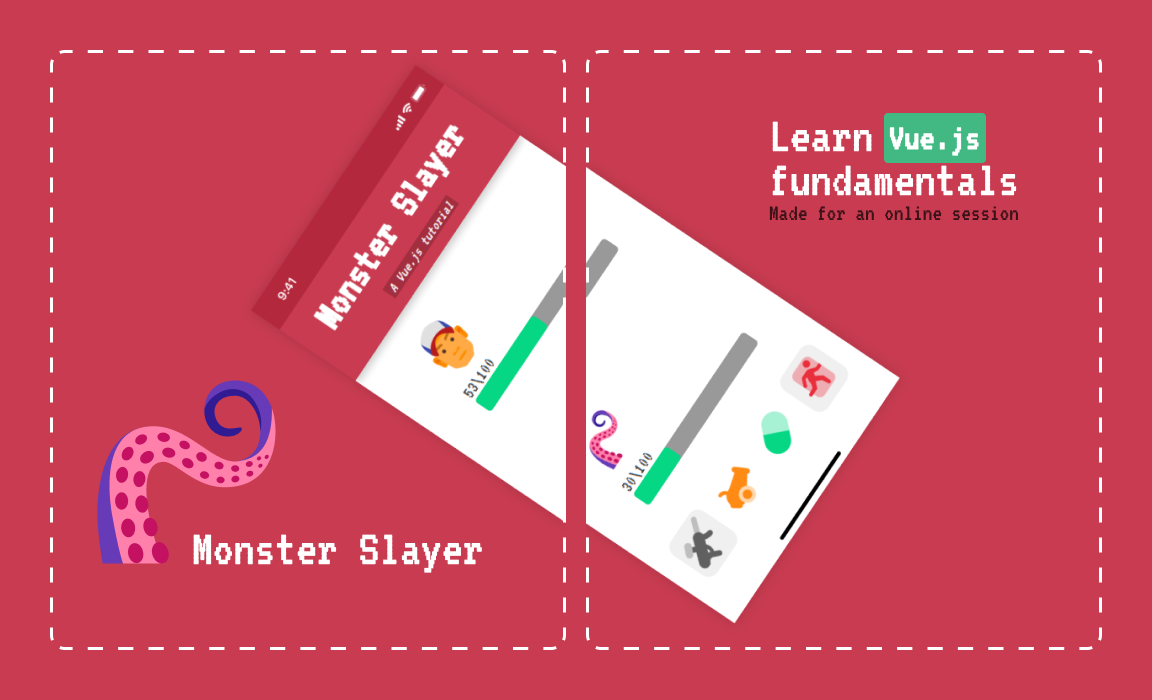 9:41
Monster Slayer
A Vue.js tutorial
53\100
30\100
Monster Slayer
Learn Vue.js
fundamentals
Made for an online session